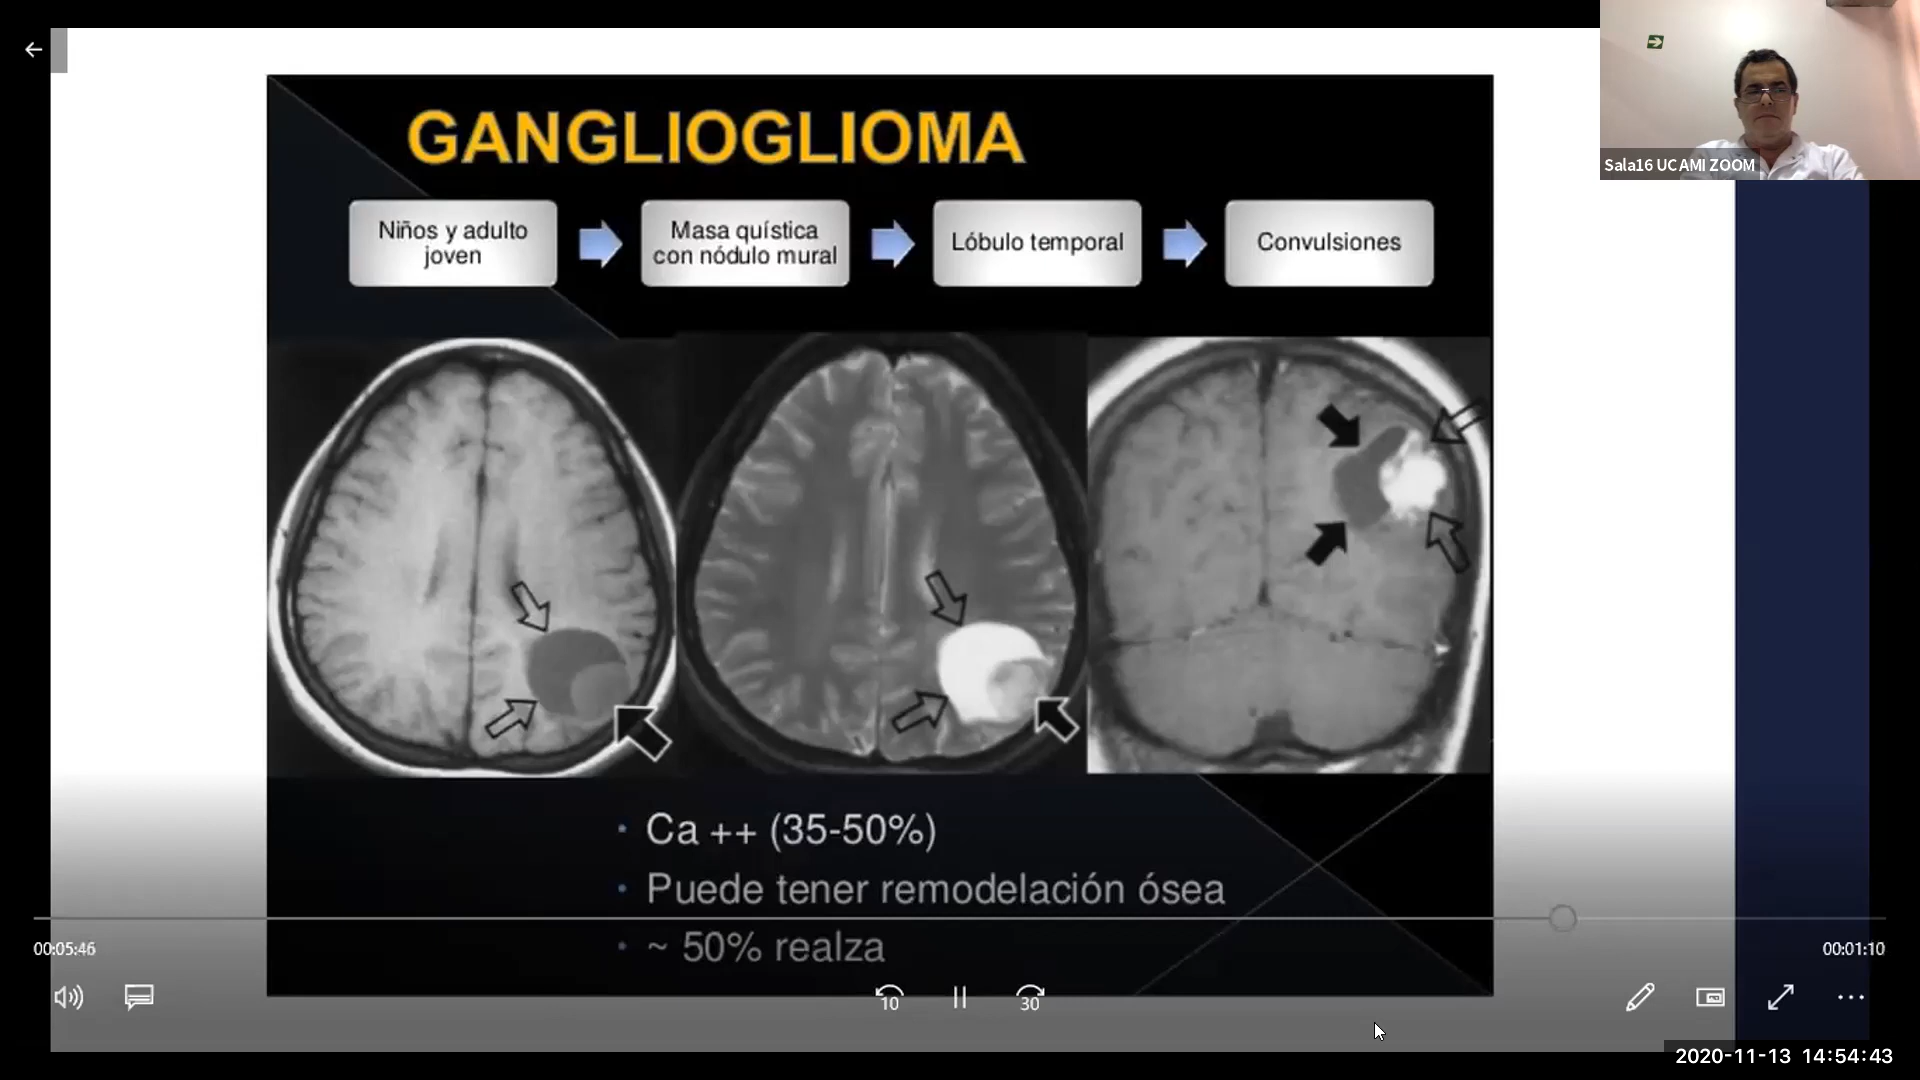 GANGLIOGLIOMA
Niños y adulto
joven
Masa quística
con nódulo mural
Lóbulo temporal
Convulsiones
Sala16 UCAMI ZOOM
• Ca ++ (35-50%)
• Puede tener remodelación ósea
• ~ 50% realza
00:05:46
00:01:10
10
30
2020-11-13 14:54:43